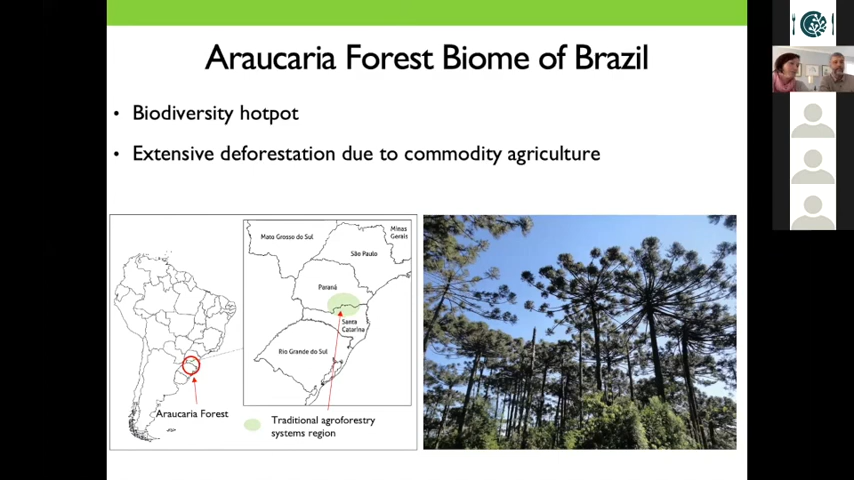 Araucaria Forest Biome of Brazil
• Biodiversity hotpot
• Extensive deforestation due to commodity agriculture
Mato Grosso do Sul
Minas
Gerais
São Paulo
Paraná
Santa
Catarina
Rio Grande do Sul
Araucaria Forest
Traditional agroforestry
systems region